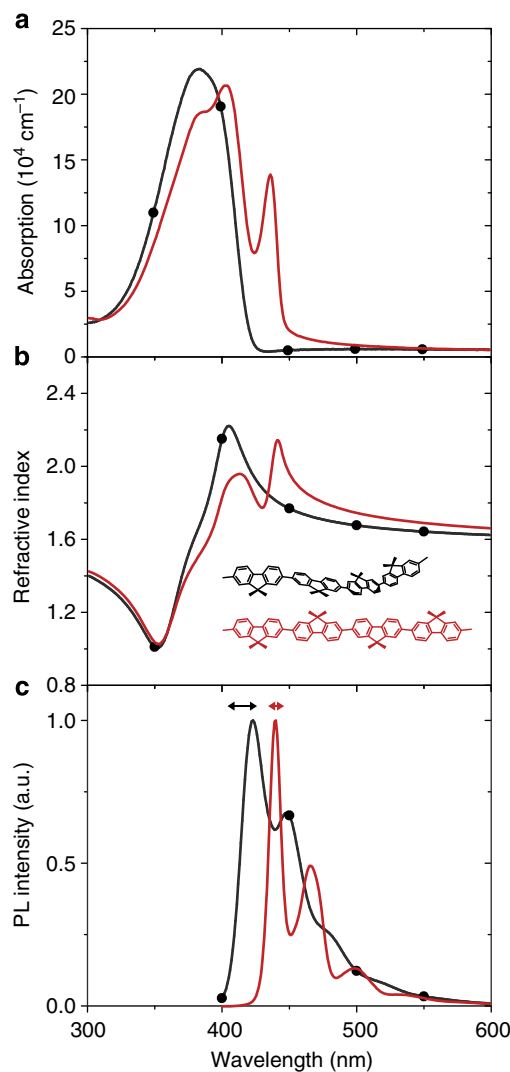 a
25
20
15
10
5
0
Absorption (10⁴ cm⁻¹)
b
2.4
2.0
1.6
1.2
0.8
Refractive index
c
1.0
0.5
0.0
PL intensity (a.u.)
300 400 500 600
Wavelength (nm)